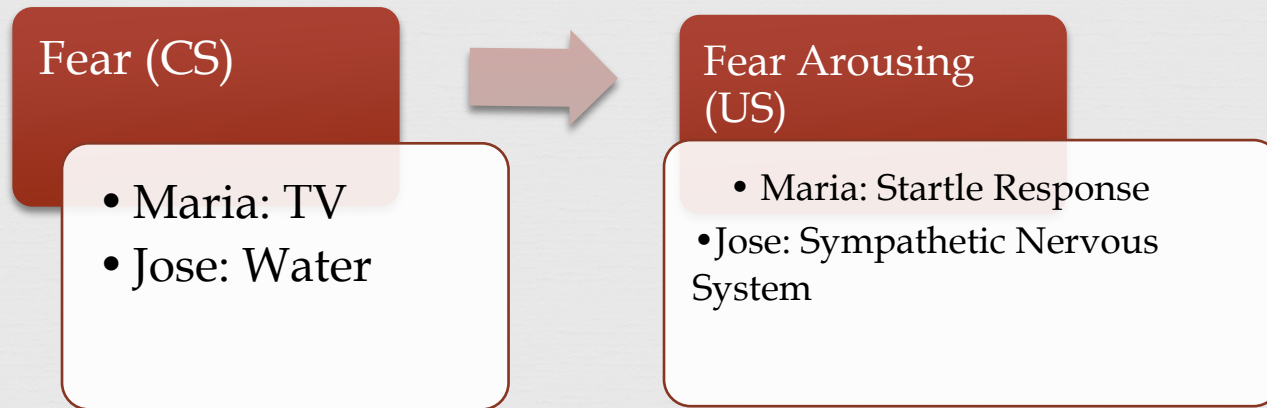 Fear (CS)
• Maria: TV
• Jose: Water
Fear Arousing
(US)
• Maria: Startle Response
•Jose: Sympathetic Nervous
System